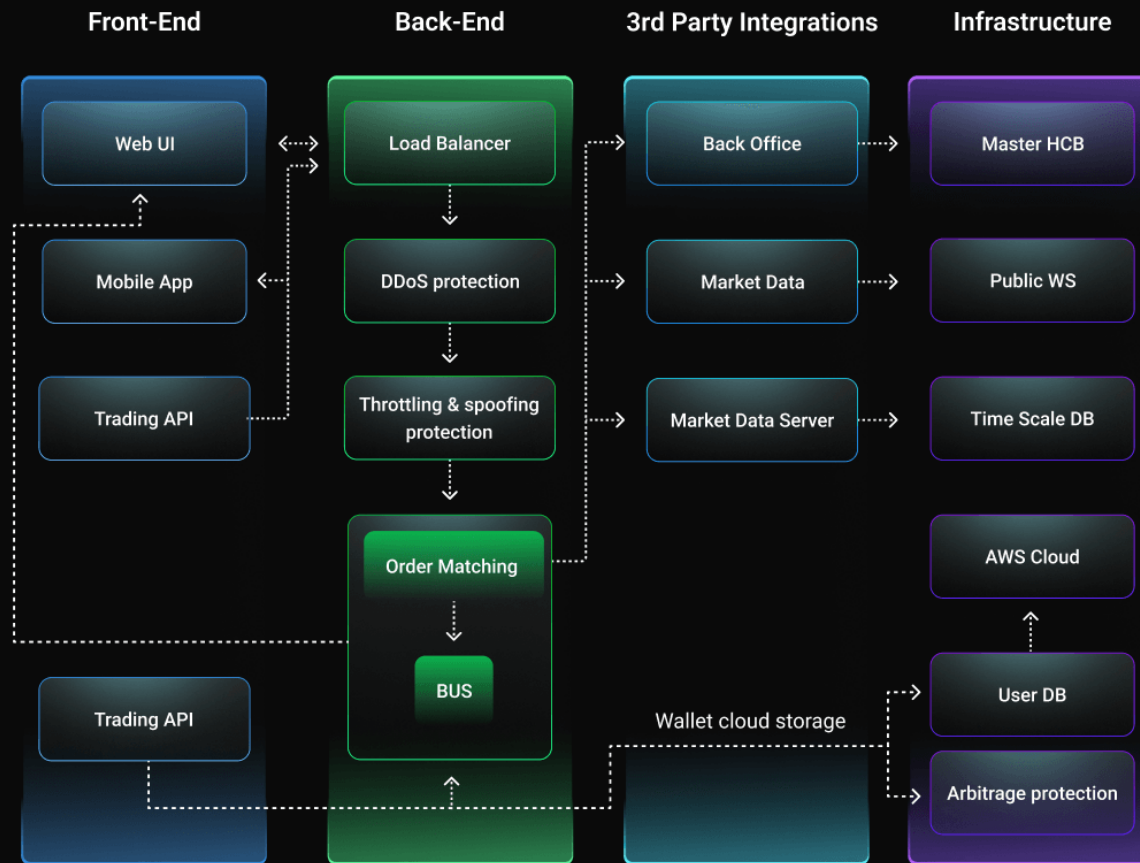 Front-End
Back-End
3rd Party Integrations
Infrastructure
Web UI
Load Balancer
Back Office
Master HCB
Mobile App
DDoS protection
Market Data
Public WS
Trading API
Throttling & spoofing
protection
Market Data Server
Time Scale DB
Order Matching
AWS Cloud
BUS
User DB
Trading API
Wallet cloud storage
Arbitrage protection